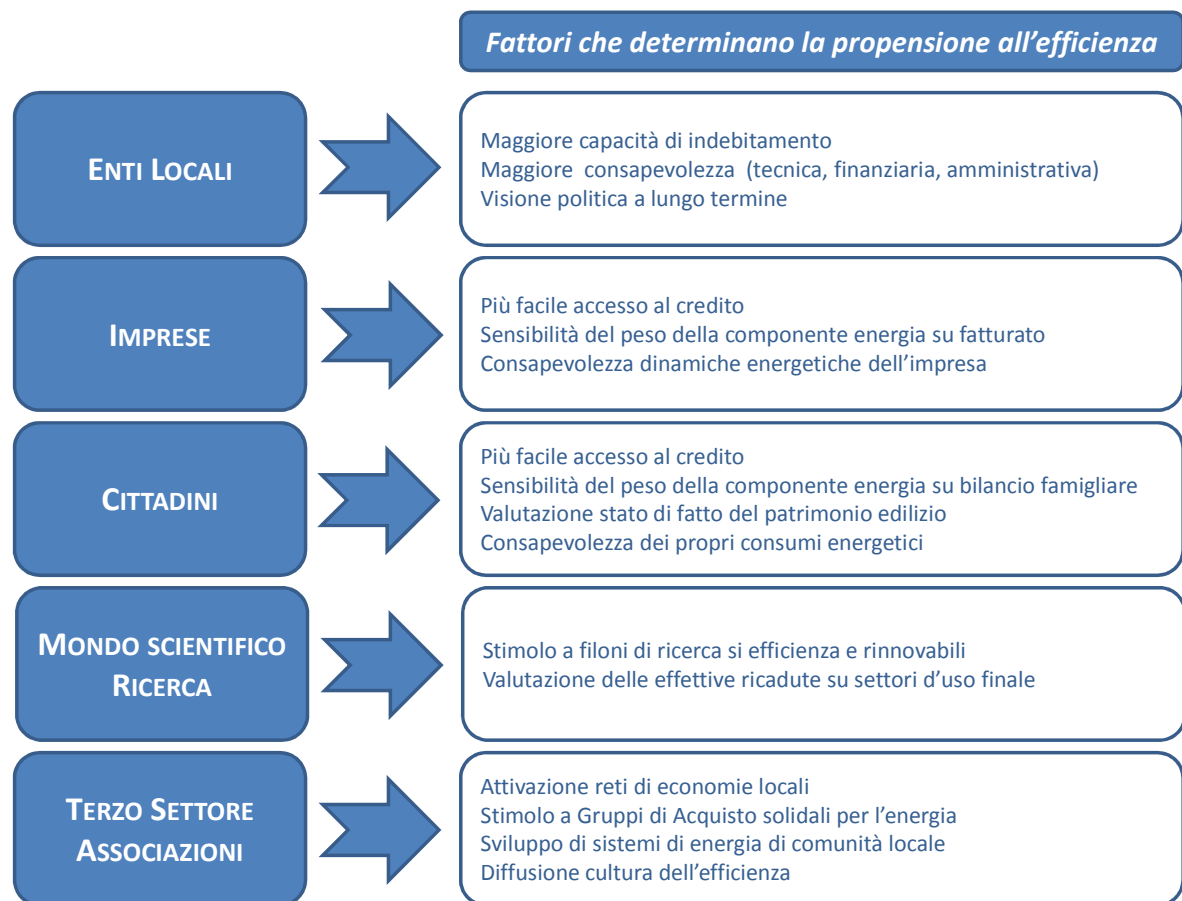 Fattori che determinano la propensione all'efficienza
ENTI LOCALI
Maggiore capacità di indebitamento
Maggiore consapevolezza (tecnica, finanziaria, amministrativa)
Visione politica a lungo termine
IMPRESE
Più facile accesso al credito
Sensibilità del peso della componente energia su fatturato
Consapevolezza dinamiche energetiche dell'impresa
CITTADINI
Più facile accesso al credito
Sensibilità del peso della componente energia su bilancio famigliare
Valutazione stato di fatto del patrimonio edilizio
Consapevolezza dei propri consumi energetici
MONDO SCIENTIFICO
RICERCA
Stimolo a filoni di ricerca si efficienza e rinnovabili
Valutazione delle effettive ricadute su settori d'uso finale
TERZO SETTORE
ASSOCIAZIONI
Attivazione reti di economie locali
Stimolo a Gruppi di Acquisto solidali per l'energia
Sviluppo di sistemi di energia di comunità locale
Diffusione cultura dell'efficienza